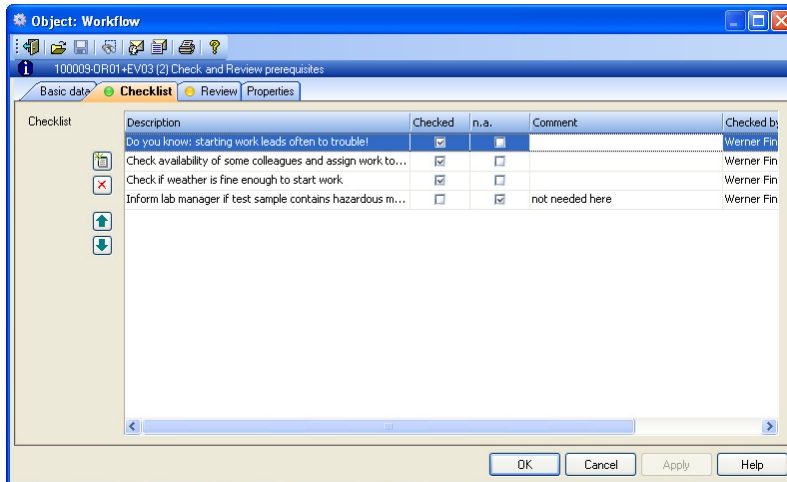 Object: Workflow
100009-OR01+EV03 (2) Check and Review prerequisites
Basic data Checklist Review Properties
Checklist
Description Checked n.a. Comment Checked by
Do you know: starting work leads often to trouble! Werner Fin
Check availability of some colleagues and assign work to... Werner Fin
Check if weather is fine enough to start work Werner Fin
Inform lab manager if test sample contains hazardous m... not needed here Werner Fin
OK Cancel Apply Help